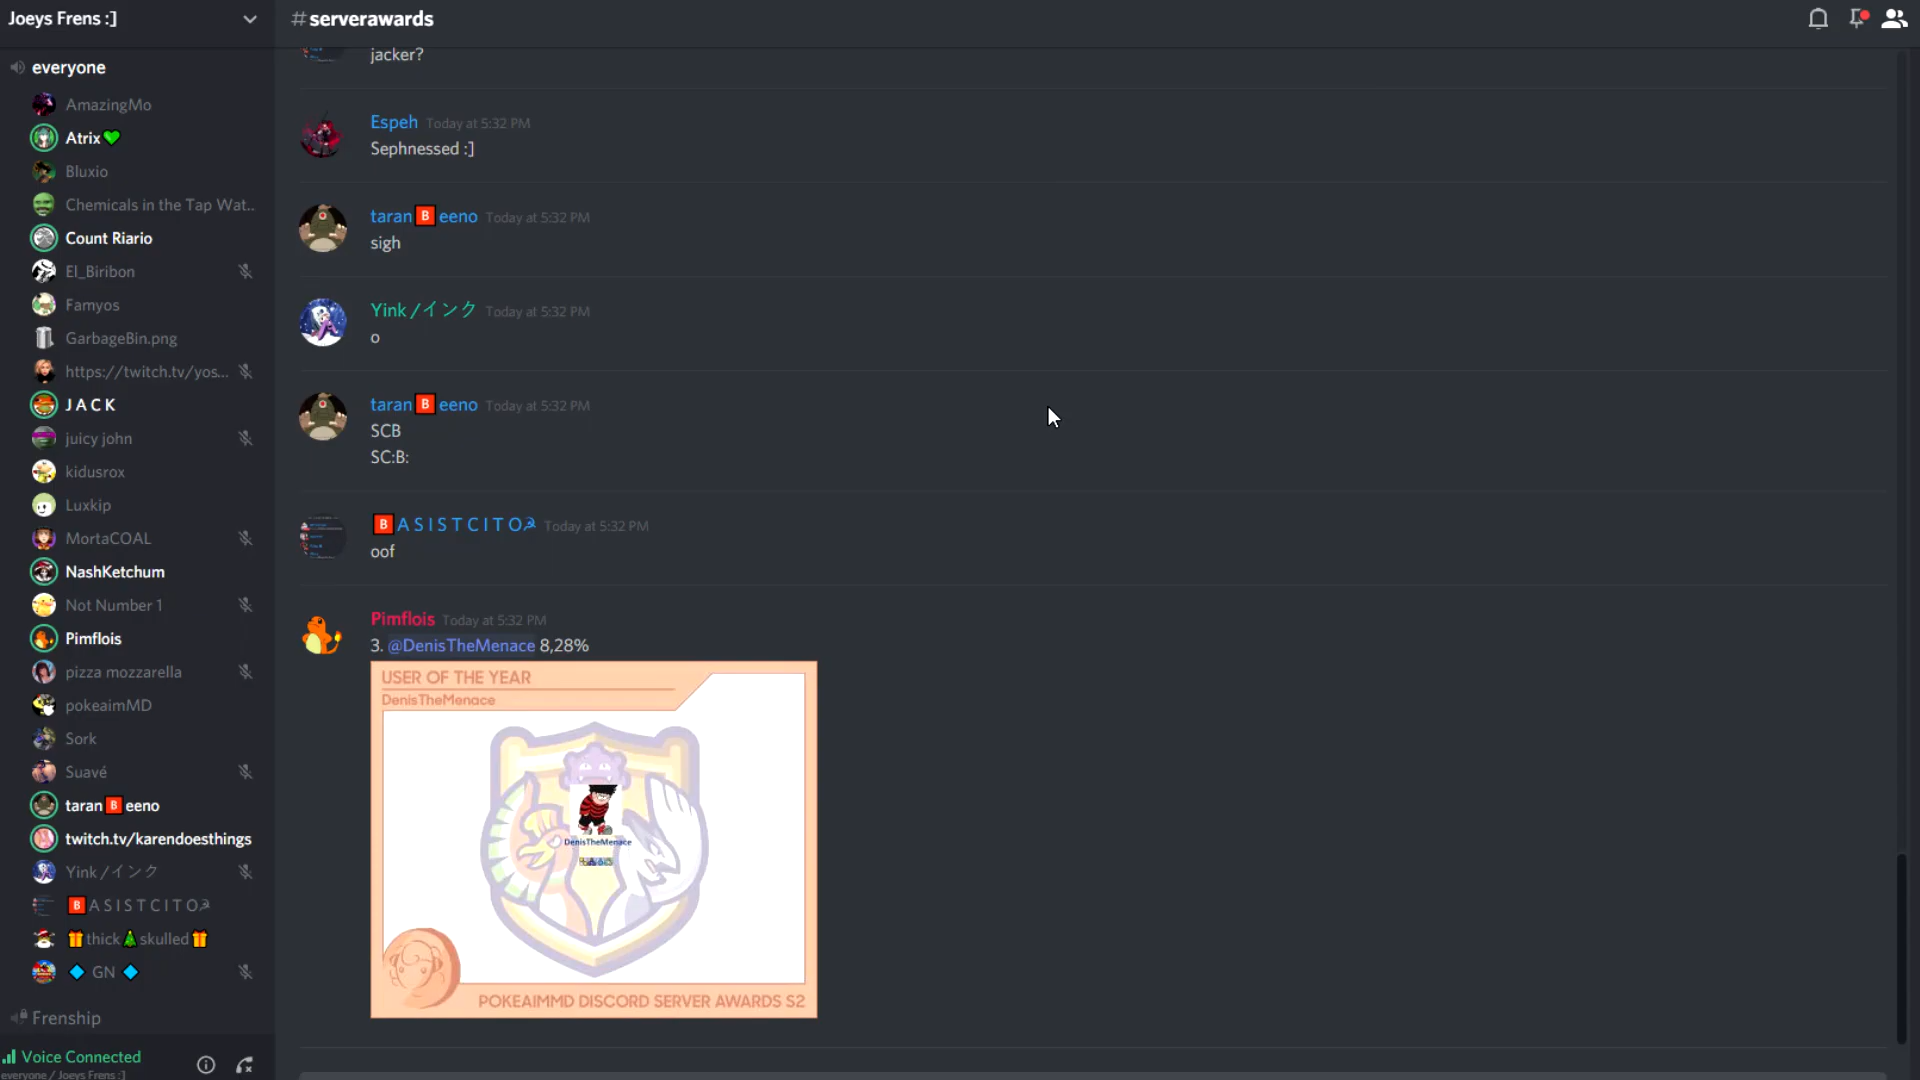 Joeys Frens :]
everyone
AmazingMo
Atrix💚
Bluxio
Chemicals in the Tap Wat..
Count Riario
El_Biribon
Famyos
GarbageBin.png
https://twitch.tv/yos...
J A C K
juicy john
kidusrox
Luxkip
MortaCOAL
NashKetchum
Not Number 1
Pimflois
pizza mozzarella
pokeaimMD
Sork
Suavé
taran🅱eeno
twitch.tv/karendoesthings
Yink /インク
🅱A S I S T C I T O☭
🎁thick🎄skulled🎁
🔷 GN 🔷
Frenship
Voice Connected
everyone / Joeys Frens :]
#serverawards
jacker?
Espeh Today at 5:32 PM
Sephnessed :]
taran🅱eeno Today at 5:32 PM
sigh
Yink /インク Today at 5:32 PM
o
taran🅱eeno Today at 5:32 PM
SCB
SC:B:
🅱A S I S T C I T O☭ Today at 5:32 PM
oof
Pimflois Today at 5:32 PM
3. @DenisTheMenace 8,28%
USER OF THE YEAR
DenisTheMenace
DenisTheMenace
POKEAIMMD DISCORD SERVER AWARDS S2